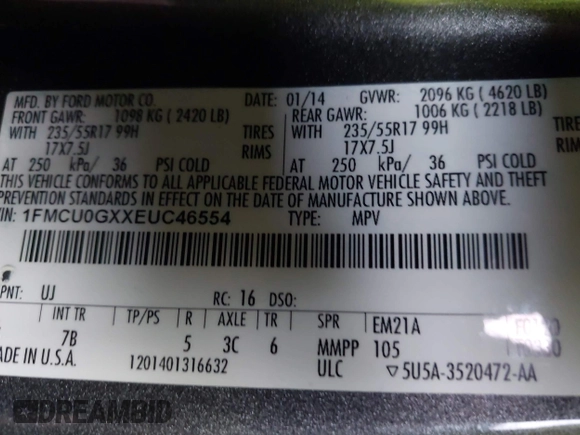 MFD. BY FORD MOTOR CO. DATE: 01/14 GVWR: 2096 KG (4620 LB)
FRONT GAWR: 1098 KG (2420 LB) REAR GAWR: 1006 KG (2218 LB)
WITH 235/55R17 99H TIRES WITH 235/55R17 99H TIRES
17X7.5J RIMS 17X7.5J RIMS
AT 250 kPa/ 36 PSI COLD AT 250 kPa/ 36 PSI COLD
THIS VEHICLE CONFORMS TO ALL APPLICABLE FEDERAL MOTOR VEHICLE SAFETY AND THEFT
PREVENTION STANDARDS IN EFFECT ON THE DATE OF MANUFACTURE SHOWN ABOVE.
VIN: 1FMCU0GXXEUC46554 TYPE: MPV
PNT: UJ RC: 16 DSO:
INT TR TP/PS R AXLE TR SPR EM21A
7B 5 3C 6 MMPP 105
MADE IN U.S.A. 1201401316632 ULC ▽5U5A-3520472-AA
DREAMBID